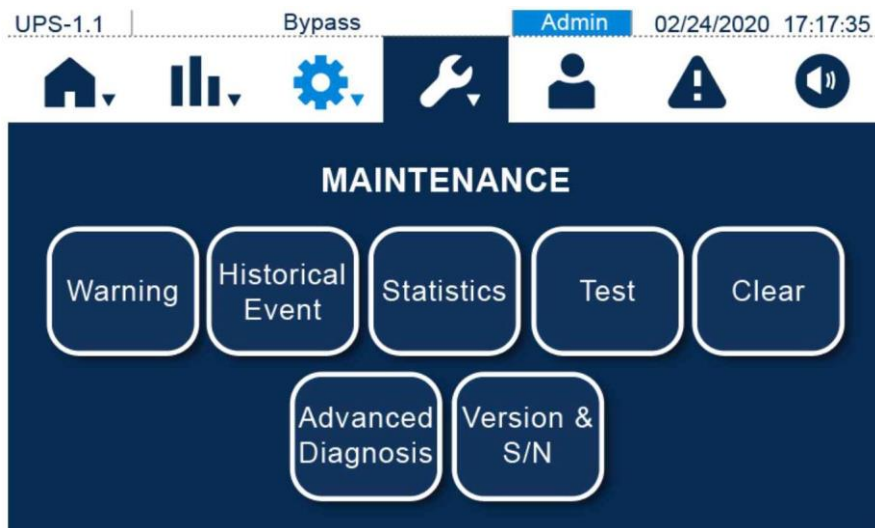 UPS-1.1 Bypass Admin 02/24/2020 17:17:35
MAINTENANCE
Warning
Historical
Event
Statistics
Test
Clear
Advanced
Diagnosis
Version &
S/N